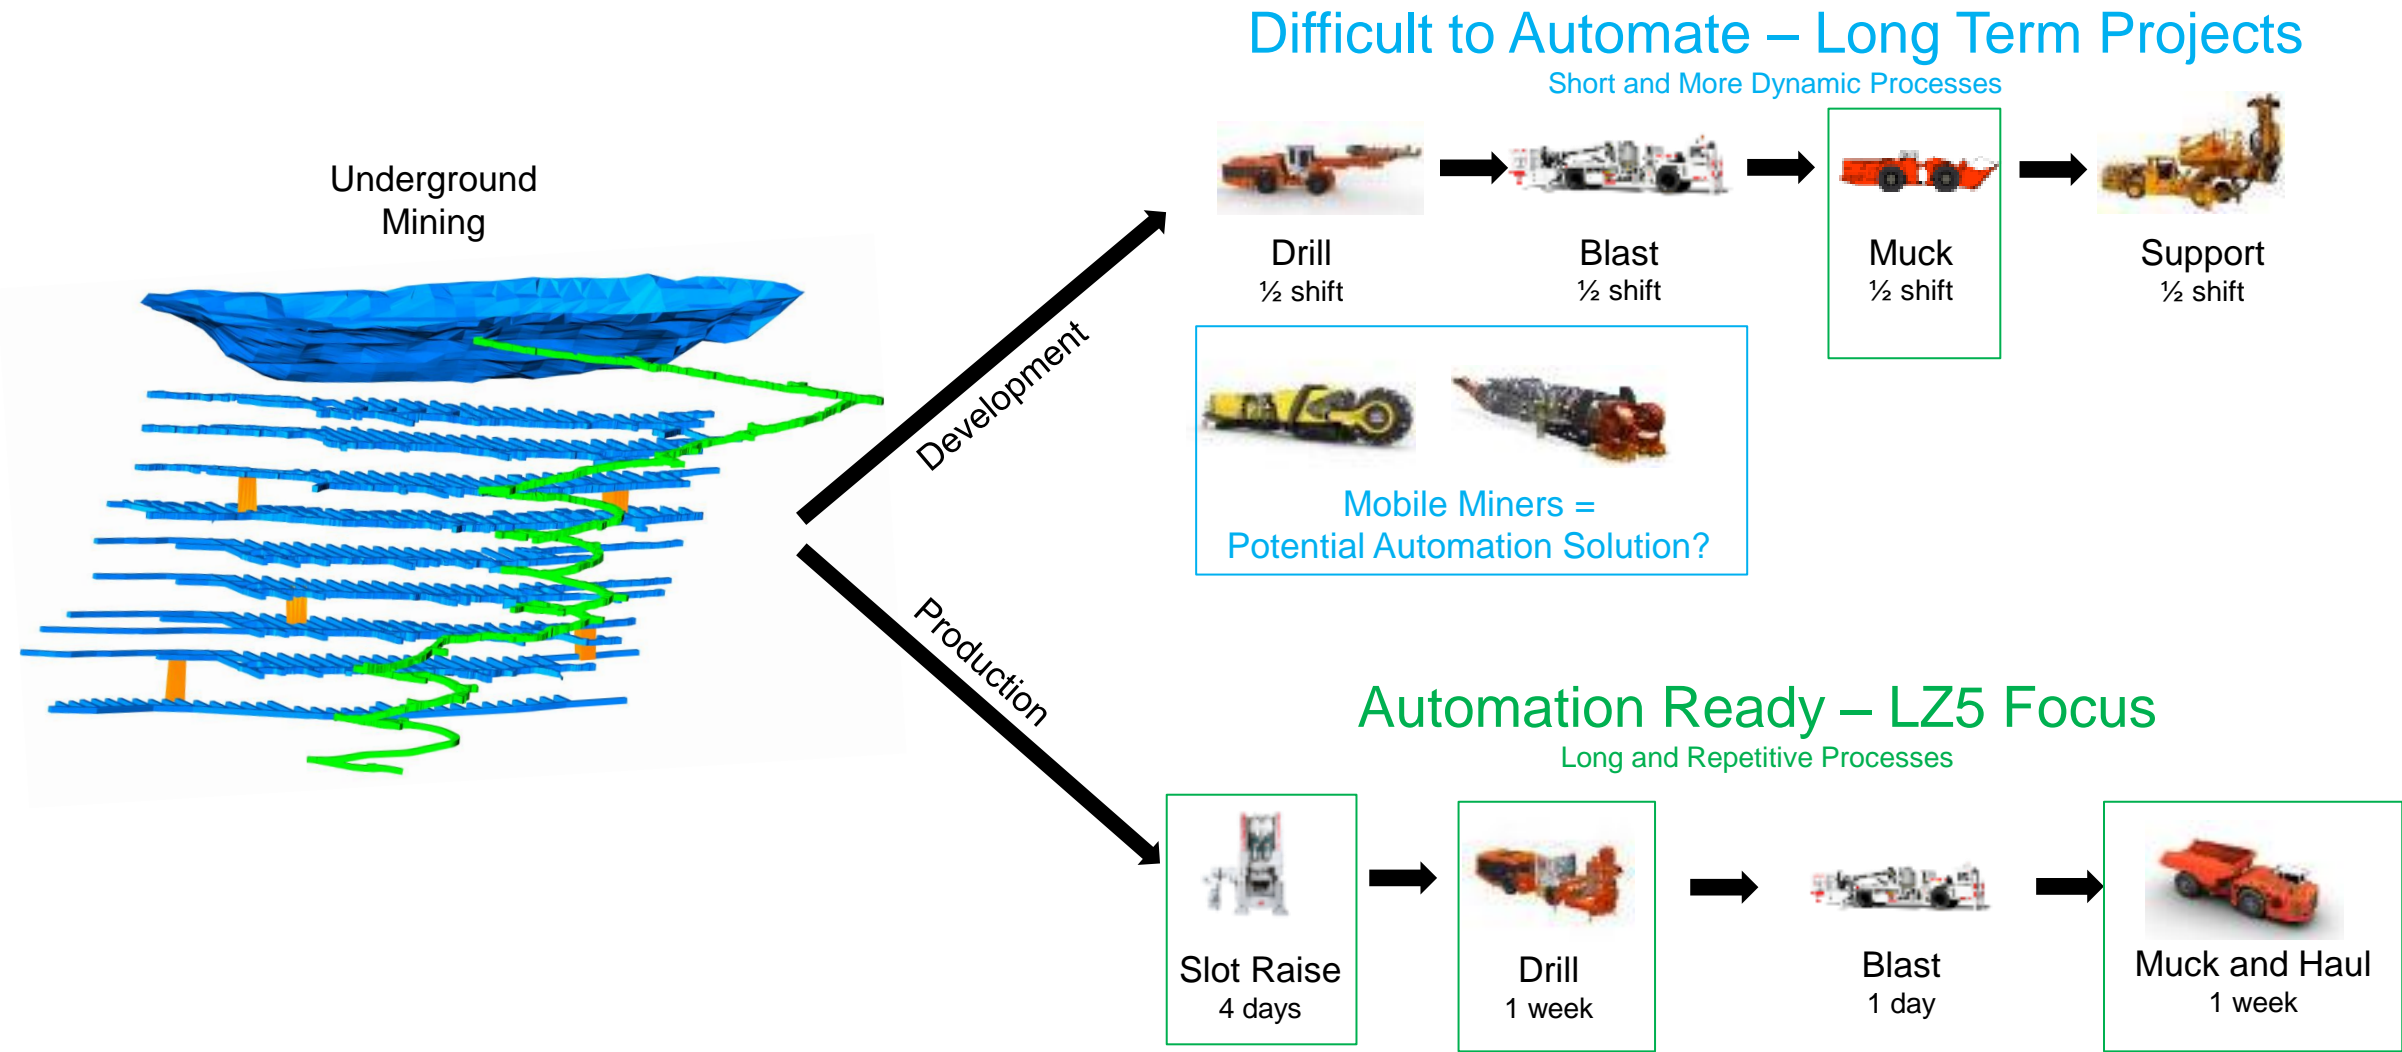 Difficult to Automate – Long Term Projects
Short and More Dynamic Processes
Underground
Mining
Drill
½ shift
Blast
½ shift
Muck
½ shift
Support
½ shift
Development
Mobile Miners =
Potential Automation Solution?
Production
Automation Ready – LZ5 Focus
Long and Repetitive Processes
Slot Raise
4 days
Drill
1 week
Blast
1 day
Muck and Haul
1 week